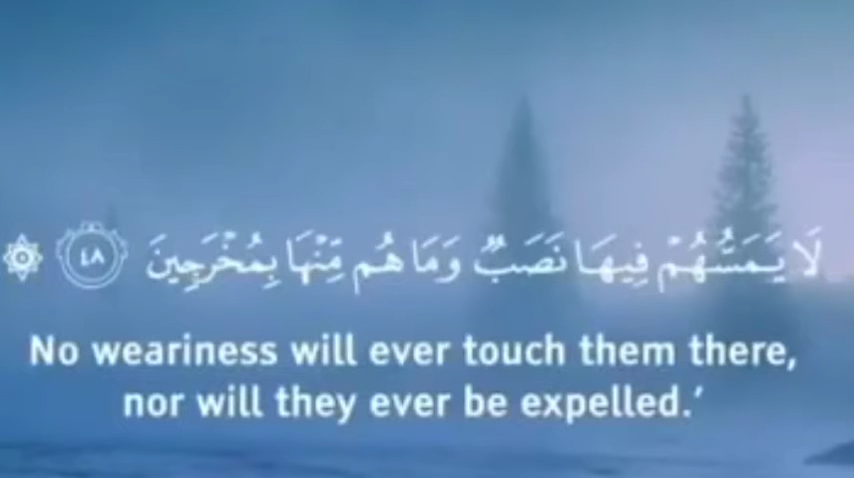 لَا يَمَسُّهُمْ فِيهَا نَصَبٌ وَمَا هُم مِّنْهَا بِمُخْرَجِينَ ٤٨ ۞
No weariness will ever touch them there,
nor will they ever be expelled.’